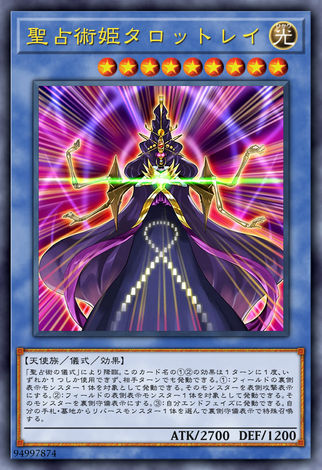 聖占術姫タロットレイ
光
【天使族/儀式/効果】
「聖占術の儀式」により降臨。このカード名の①②の効果は1ターンに1度、い
ずれか1つしか使用できず、相手ターンでも発動できる。①:フィールドの裏側
表示モンスター1体を対象として発動できる。そのモンスターを表側攻撃表示
にする。②:フィールドの表側表示モンスター1体を対象として発動できる。そ
のモンスターを裏側守備表示にする。③:自分エンドフェイズに発動できる。自
分の手札・墓地からリバースモンスター1体を選んで裏側守備表示で特殊召喚
する。
ATK/2700 DEF/1200
94997874